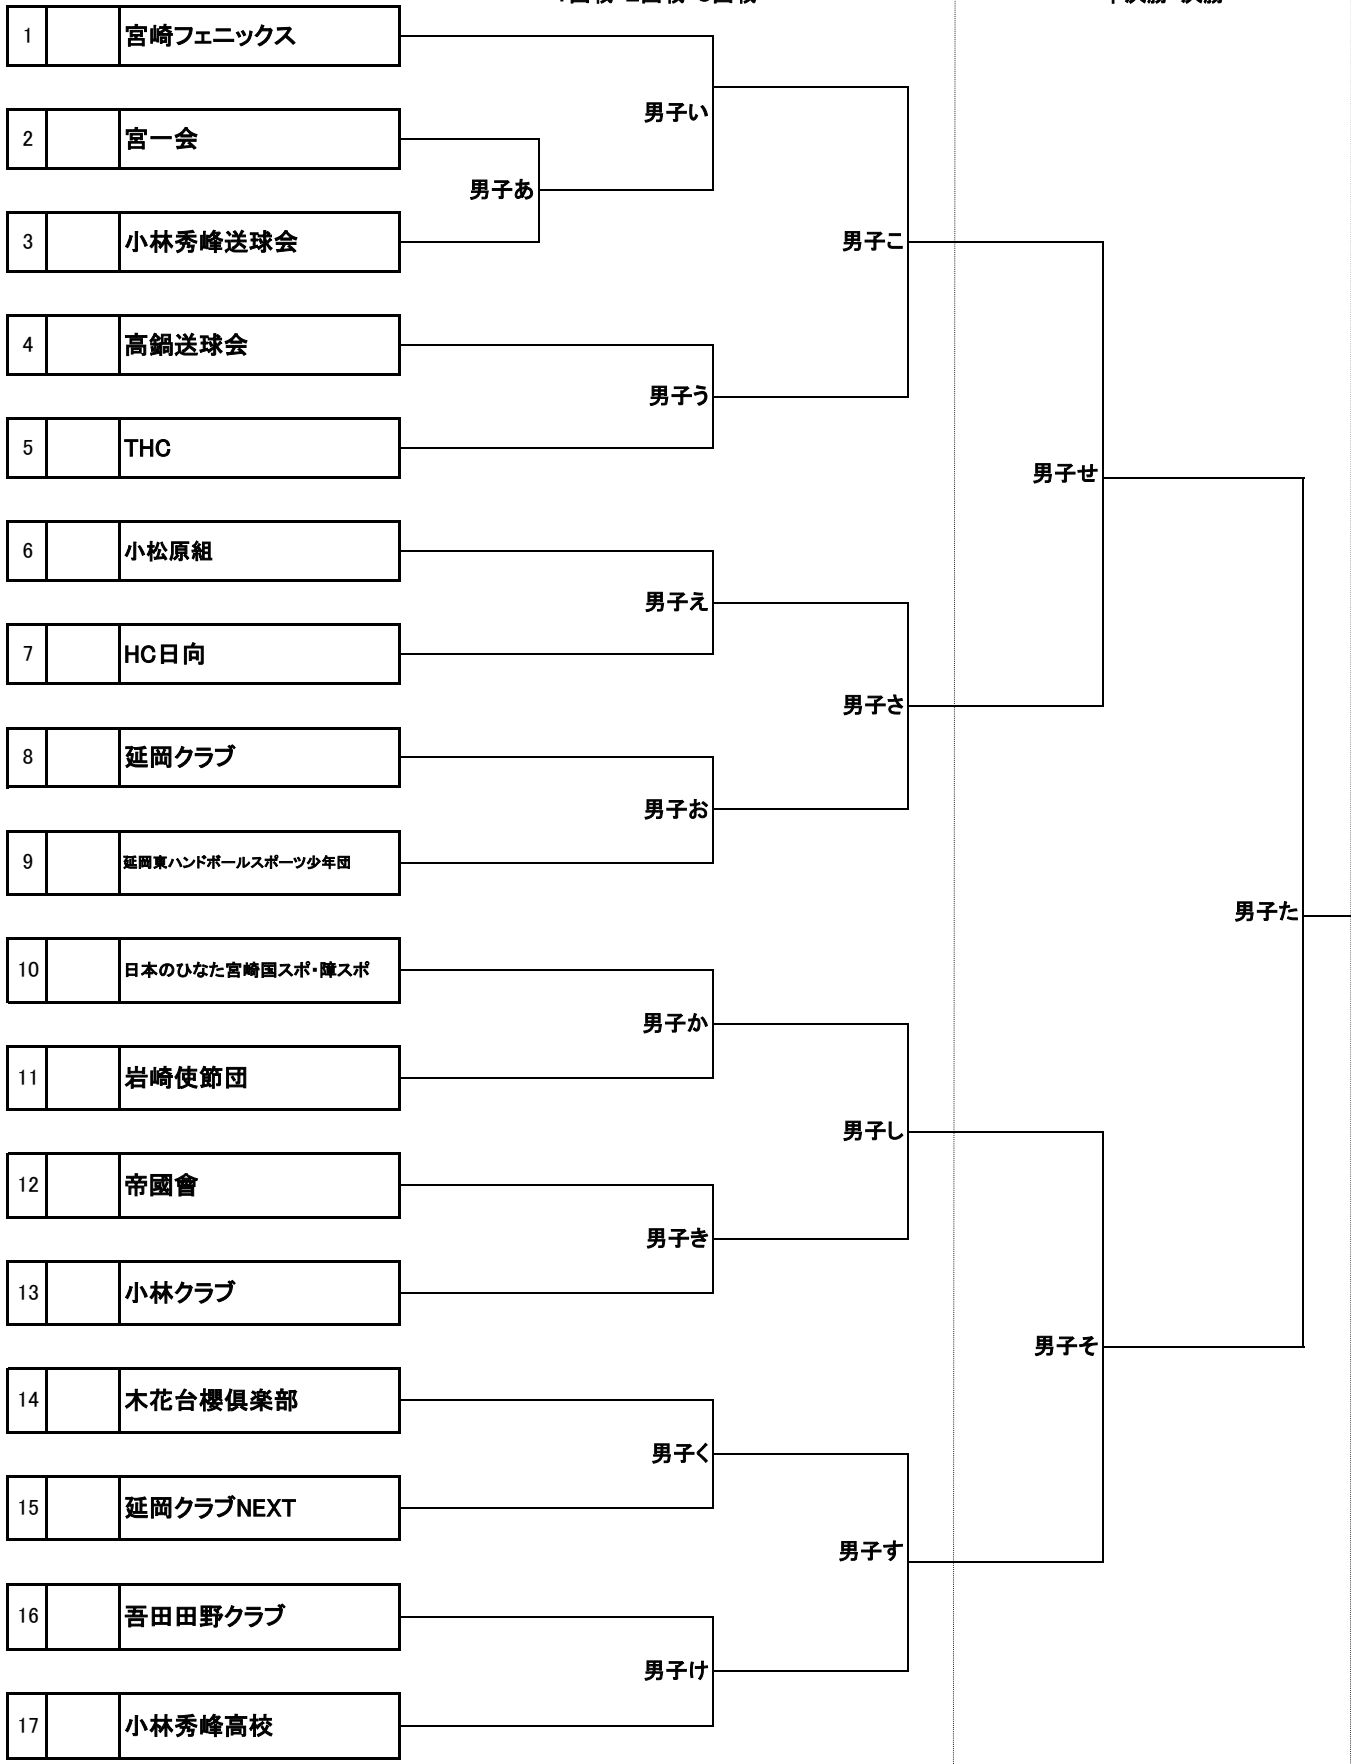 1 宮崎フェニックス
男子い
2 宮一会
男子あ
3 小林秀峰送球会
男子こ
4 高鍋送球会
男子う
5 THC
男子せ
6 小松原組
男子え
7 HC日向
男子さ
8 延岡クラブ
男子お
9 延岡東ハンドボールスポーツ少年団
男子た
10 日本のひなた宮崎国スポ・障スポ
男子か
11 岩崎使節団
男子し
12 帝國會
男子き
13 小林クラブ
男子そ
14 木花台櫻俱楽部
男子く
15 延岡クラブNEXT
男子す
16 吾田田野クラブ
男子け
17 小林秀峰高校